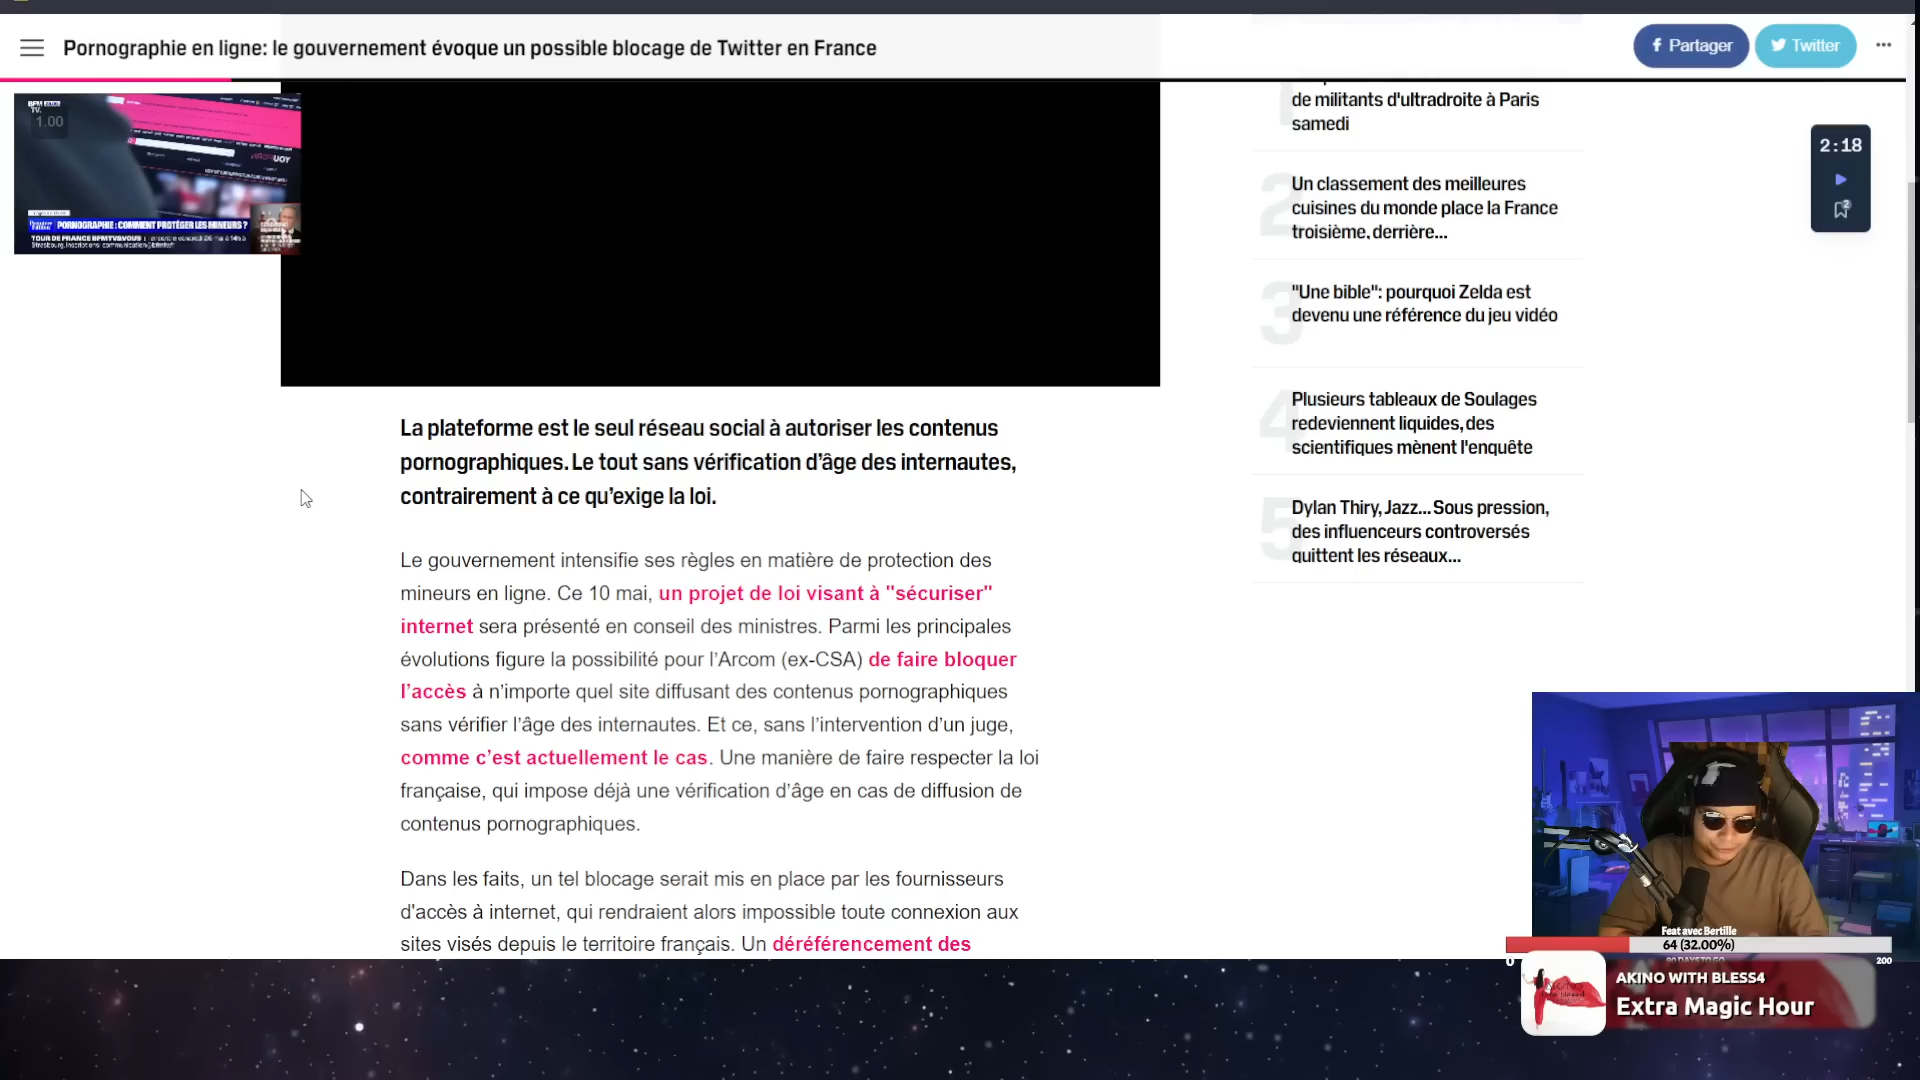 Pornographie en ligne: le gouvernement évoque un possible blocage de Twitter en France
Partager
Twitter
BFM
TV.
1.00
PORNOGRAPHIE : COMMENT PROTÉGER LES MINEURS ?
TOUR DE FRANCE BFMTV&VOUS
La plateforme est le seul réseau social à autoriser les contenus
pornographiques. Le tout sans vérification d’âge des internautes,
contrairement à ce qu’exige la loi.
Le gouvernement intensifie ses règles en matière de protection des
mineurs en ligne. Ce 10 mai, un projet de loi visant à "sécuriser"
internet sera présenté en conseil des ministres. Parmi les principales
évolutions figure la possibilité pour l’Arcom (ex-CSA) de faire bloquer
l’accès à n’importe quel site diffusant des contenus pornographiques
sans vérifier l’âge des internautes. Et ce, sans l’intervention d’un juge,
comme c’est actuellement le cas. Une manière de faire respecter la loi
française, qui impose déjà une vérification d’âge en cas de diffusion de
contenus pornographiques.
Dans les faits, un tel blocage serait mis en place par les fournisseurs
d'accès à internet, qui rendraient alors impossible toute connexion aux
sites visés depuis le territoire français. Un déréférencement des
de militants d'ultradroite à Paris
samedi
2
Un classement des meilleures
cuisines du monde place la France
troisième, derrière...
3
"Une bible": pourquoi Zelda est
devenu une référence du jeu vidéo
4
Plusieurs tableaux de Soulages
redeviennent liquides, des
scientifiques mènent l'enquête
5
Dylan Thiry, Jazz... Sous pression,
des influenceurs controversés
quittent les réseaux...
2:18
2
Feat avec Bertille
64 (32.00%)
0
200
AKINO WITH BLESS4
Extra Magic Hour